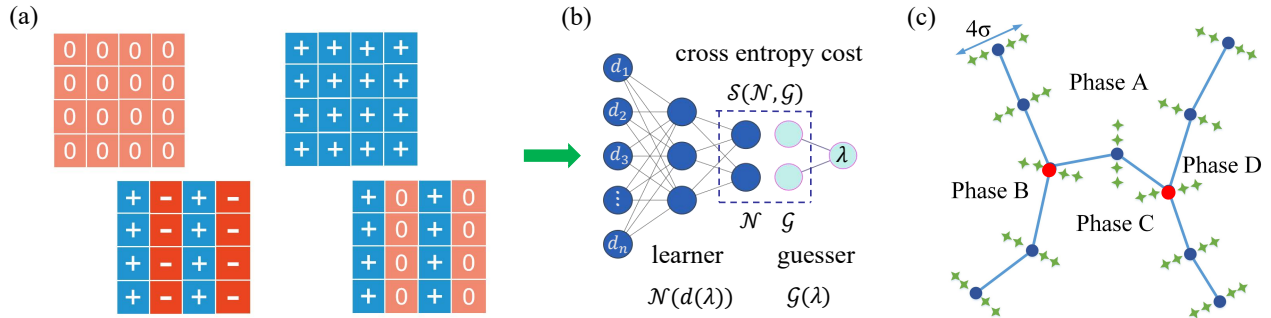 (a)
0 0 0 0
0 0 0 0
0 0 0 0
0 0 0 0
+ + + +
+ + + +
+ + + +
+ + + +
+ - + -
+ - + -
+ - + -
+ - + -
+ 0 + 0
+ 0 + 0
+ 0 + 0
+ 0 + 0
(b)
cross entropy cost
𝒮(𝒩, 𝒢)
d₁
d₂
d₃
⋮
dₙ
λ
𝒩 𝒢
learner guesser
𝒩(d(λ)) 𝒢(λ)
(c)
4σ
Phase A
Phase B
Phase C
Phase D